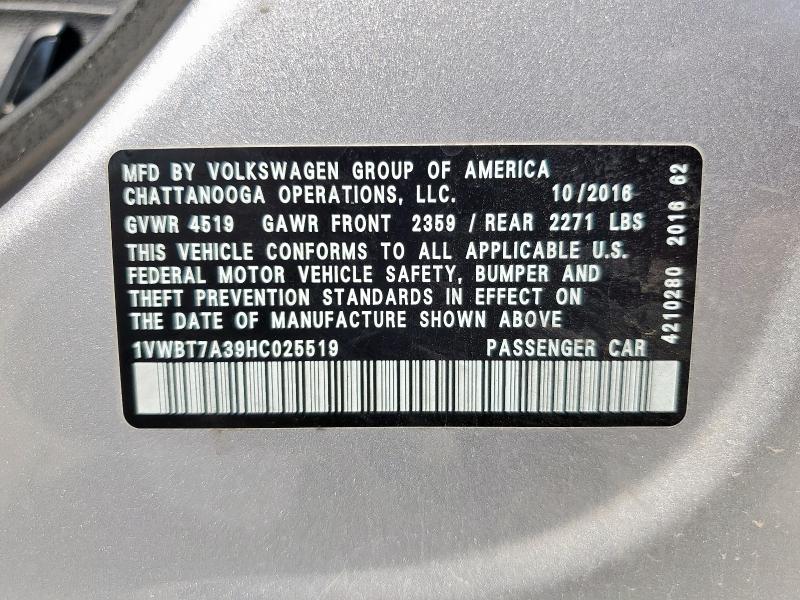 MFD BY VOLKSWAGEN GROUP OF AMERICA
CHATTANOOGA OPERATIONS, LLC. 10/2016
GVWR 4519 GAWR FRONT 2359 / REAR 2271 LBS
THIS VEHICLE CONFORMS TO ALL APPLICABLE U.S.
FEDERAL MOTOR VEHICLE SAFETY, BUMPER AND
THEFT PREVENTION STANDARDS IN EFFECT ON
THE DATE OF MANUFACTURE SHOWN ABOVE
1VWBT7A39HC025519 PASSENGER CAR
4210280 2016 62